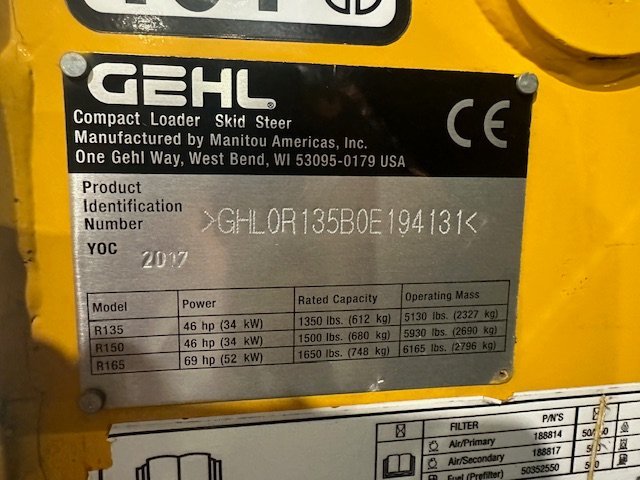 GEHL
Compact Loader Skid Steer
Manufactured by Manitou Americas, Inc.
One Gehl Way, West Bend, WI 53095-0179 USA
CE
Product
Identification
Number
>GHL0R135B0E194131<
YOC 2017
Model Power Rated Capacity Operating Mass
R135 46 hp (34 kW) 1350 lbs. (612 kg) 5130 lbs. (2327 kg)
R150 46 hp (34 kW) 1500 lbs. (680 kg) 5930 lbs. (2690 kg)
R165 69 hp (52 kW) 1650 lbs. (748 kg) 6165 lbs. (2796 kg)
FILTER P/N'S
Air/Primary 188814
Air/Secondary 188817
Fuel (Prefilter) 50352550